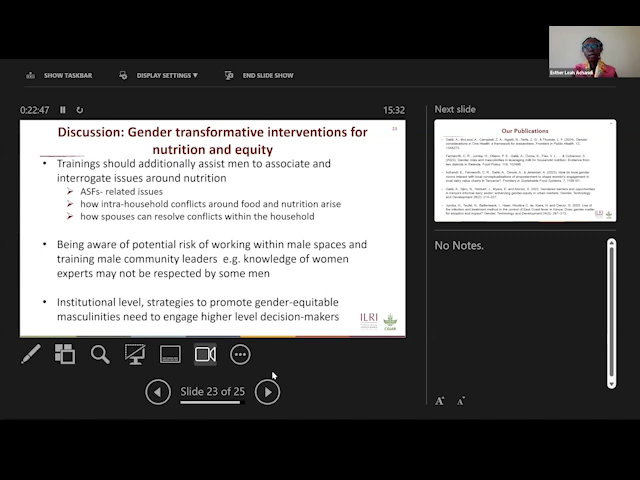 Esther Leah Achandi
SHOW TASKBAR
DISPLAY SETTINGS ▼
END SLIDE SHOW
0:22:47
15:32
Next slide
23
Discussion: Gender transformative interventions for
nutrition and equity
• Trainings should additionally assist men to associate and
interrogate issues around nutrition
➢ ASFs- related issues
➢ how intra-household conflicts around food and nutrition arise
➢ how spouses can resolve conflicts within the household
• Being aware of potential risk of working within male spaces and
training male community leaders e.g. knowledge of women
experts may not be respected by some men
• Institutional level, strategies to promote gender-equitable
masculinities need to engage higher level decision-makers
ILRI
CGIAR
Our Publications
No Notes.
Slide 23 of 25
A A